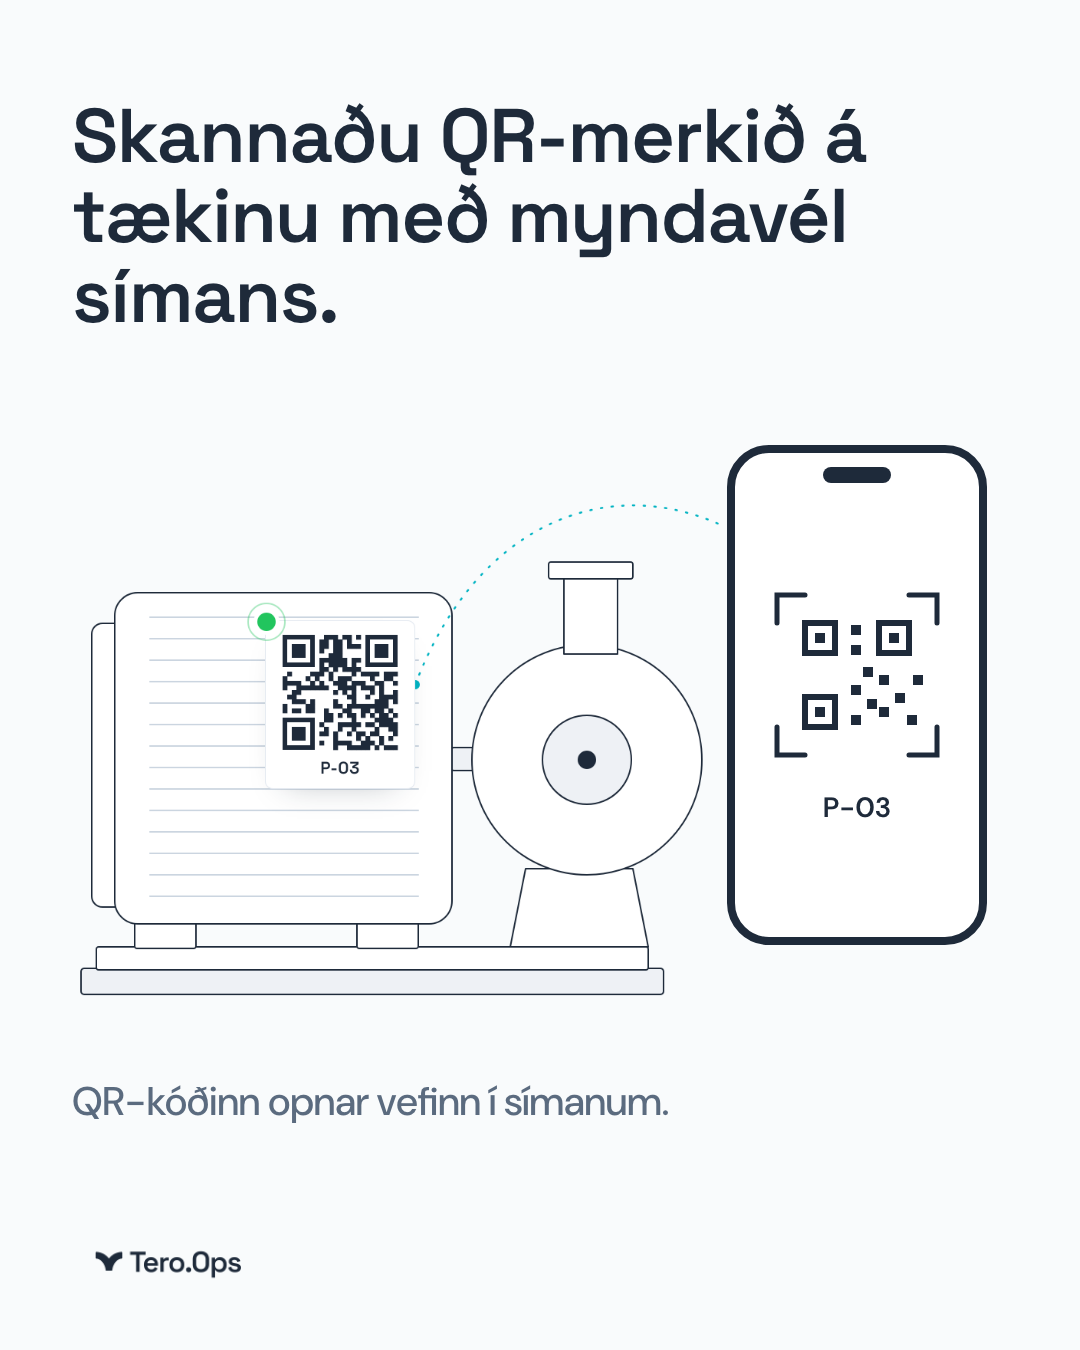 Skannaðu QR-merkið á
tækinu með myndavél
símans.
P-03
P-03
QR-kóðinn opnar vefinn í símanum.
Tero.Ops